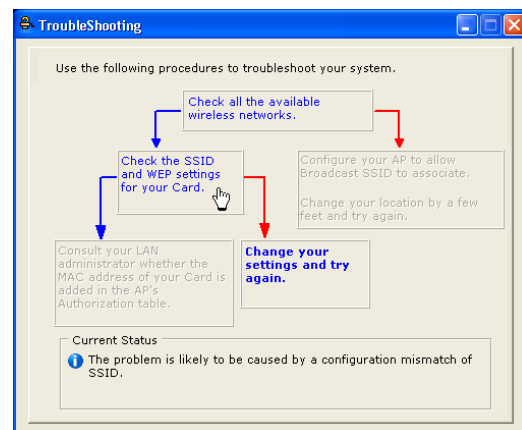 TroubleShooting
Use the following procedures to troubleshoot your system.
Check all the available
wireless networks.
Check the SSID
and WEP settings
for your Card.
Configure your AP to allow
Broadcast SSID to associate.
Change your location by a few
feet and try again.
Consult your LAN
administrator whether the
MAC address of your Card is
added in the AP's
Authorization table.
Change your
settings and try
again.
Current Status
The problem is likely to be caused by a configuration mismatch of
SSID.